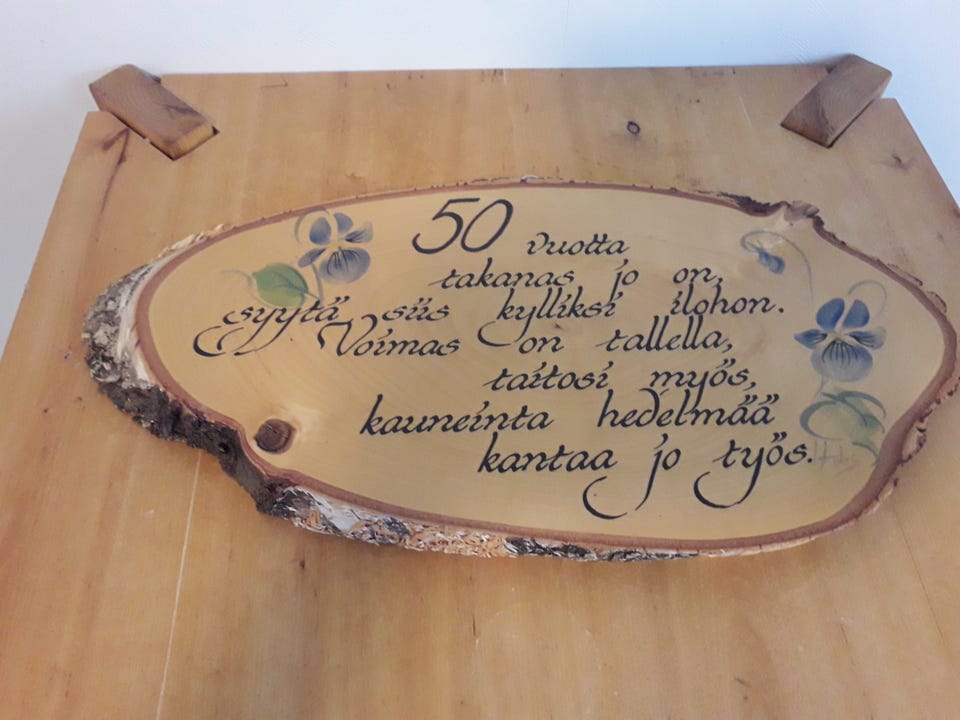 50 vuotta
takanas jo on,
syytä siis kylliksi ilohon.
Voimas on tallella,
taitosi myös,
kauneinta hedelmää
kantaa jo työs.